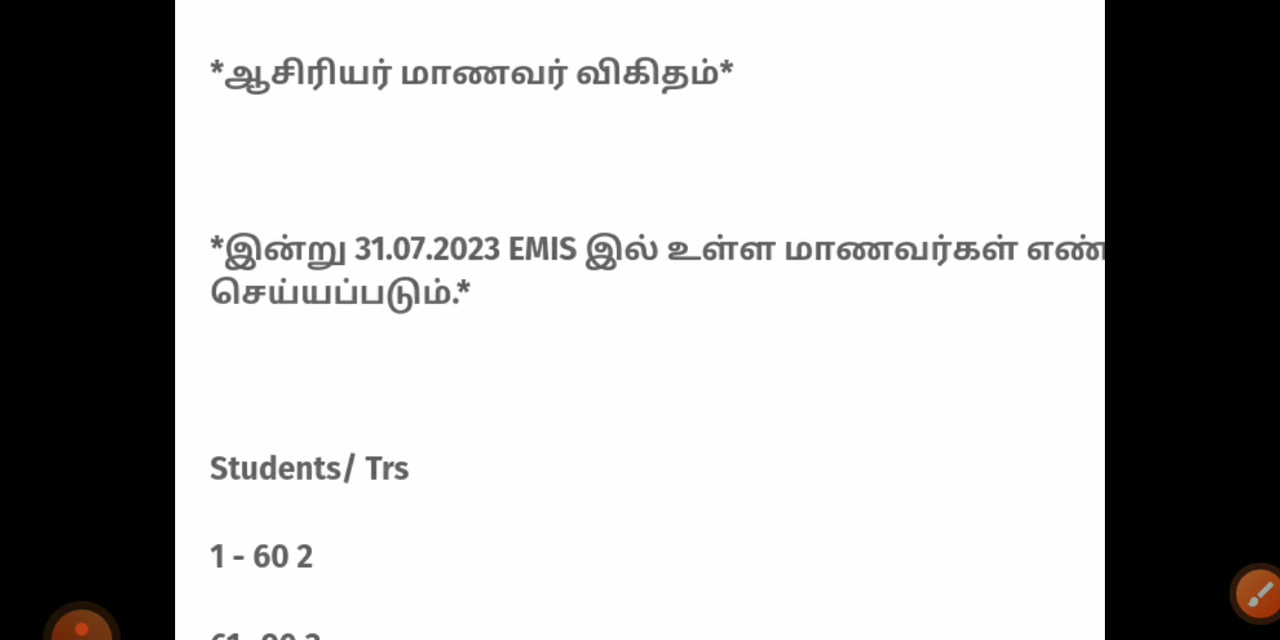 *ஆசிரியர் மாணவர் விகிதம்*
*இன்று 31.07.2023 EMIS இல் உள்ள மாணவர்கள் எண்
செய்யப்படும்.*
Students/ Trs
1 - 60 2